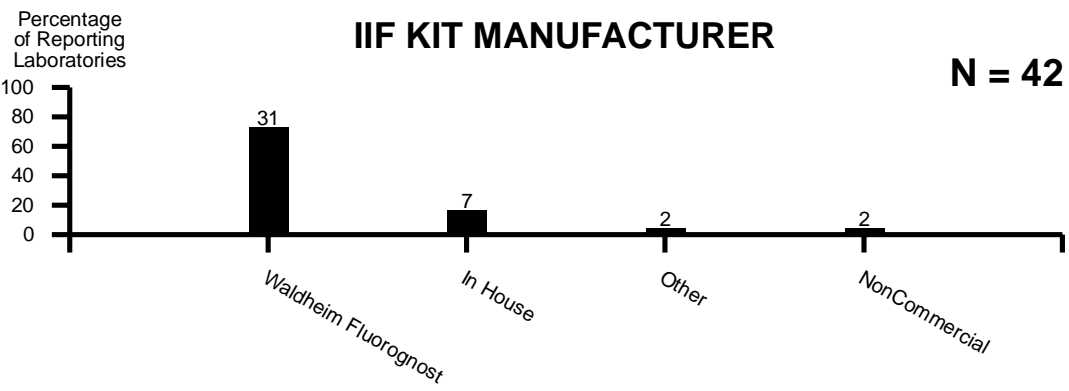 Percentage
of Reporting
Laboratories
IIF KIT MANUFACTURER
N = 42
100
80
60
40
20
0
31
7
2
2
Waldheim Fluorognost
In House
Other
NonCommercial